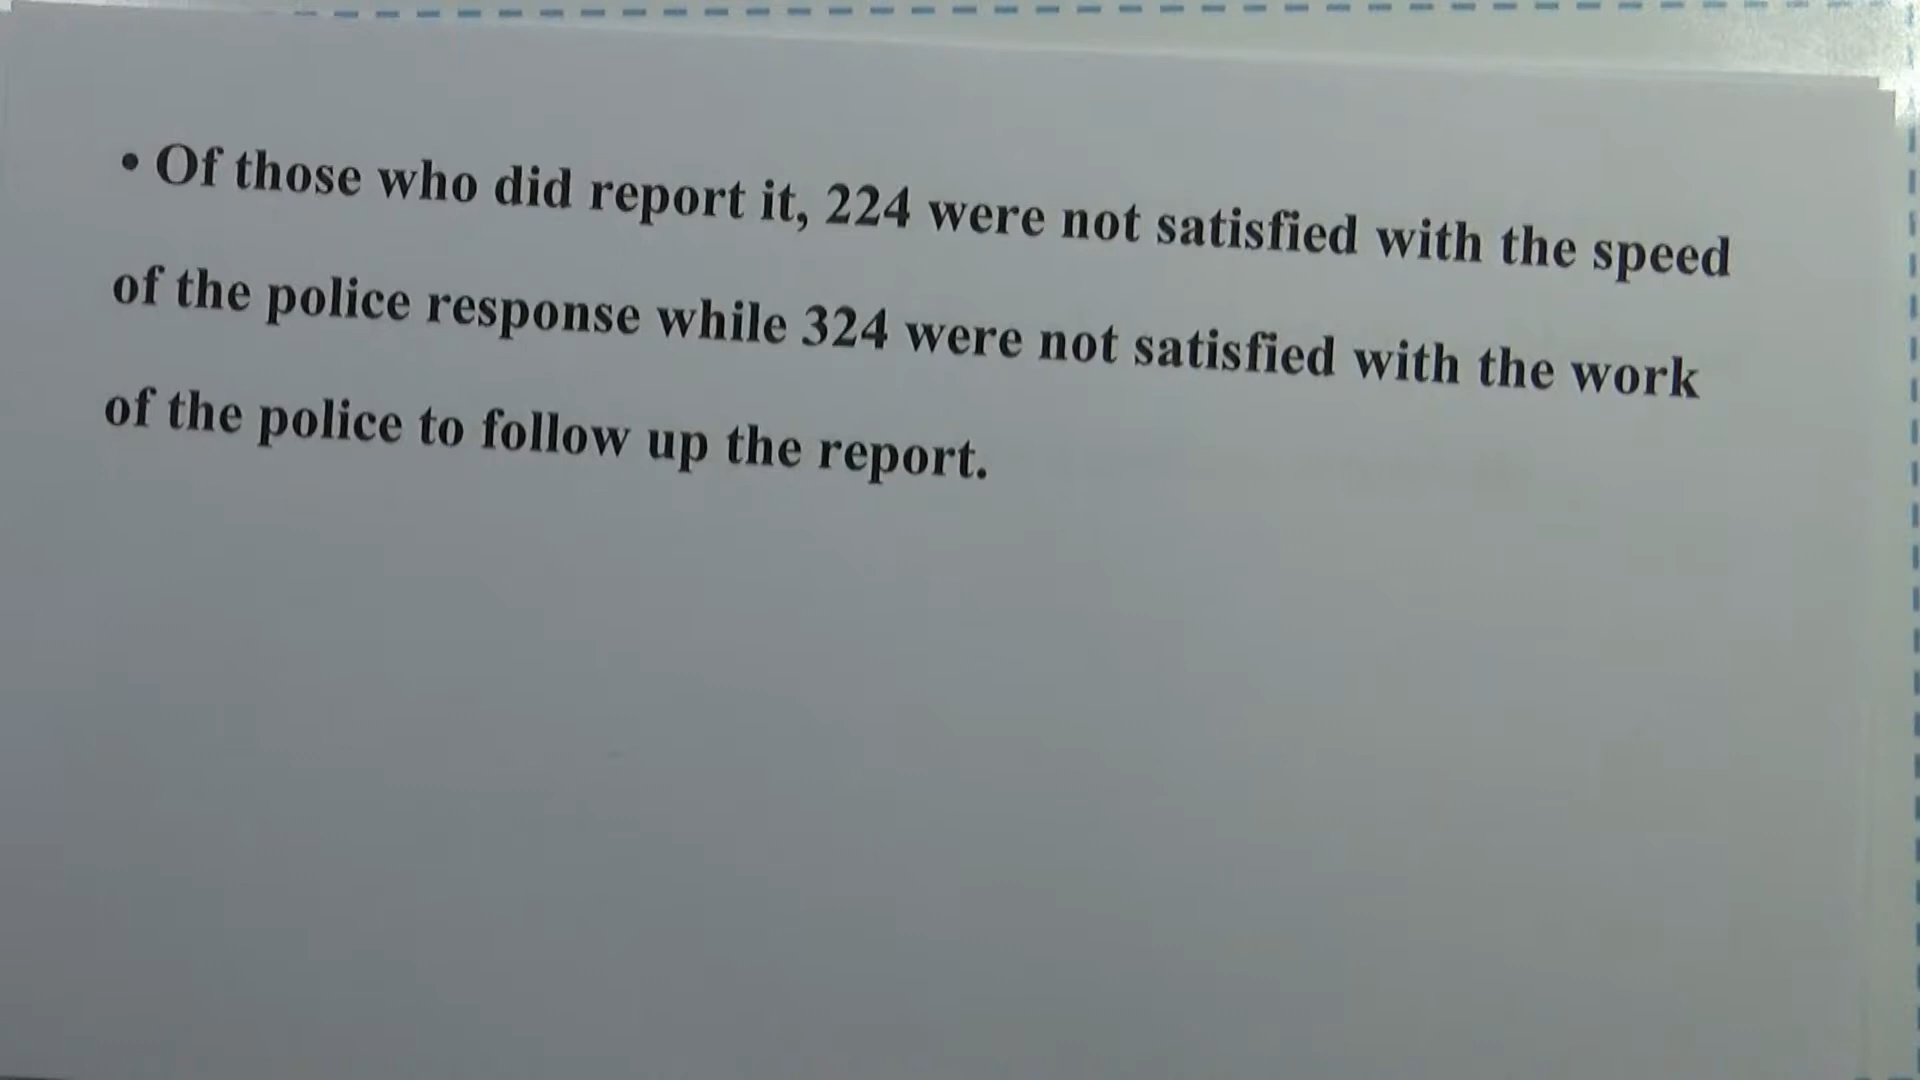 • Of those who did report it, 224 were not satisfied with the speed
of the police response while 324 were not satisfied with the work
of the police to follow up the report.